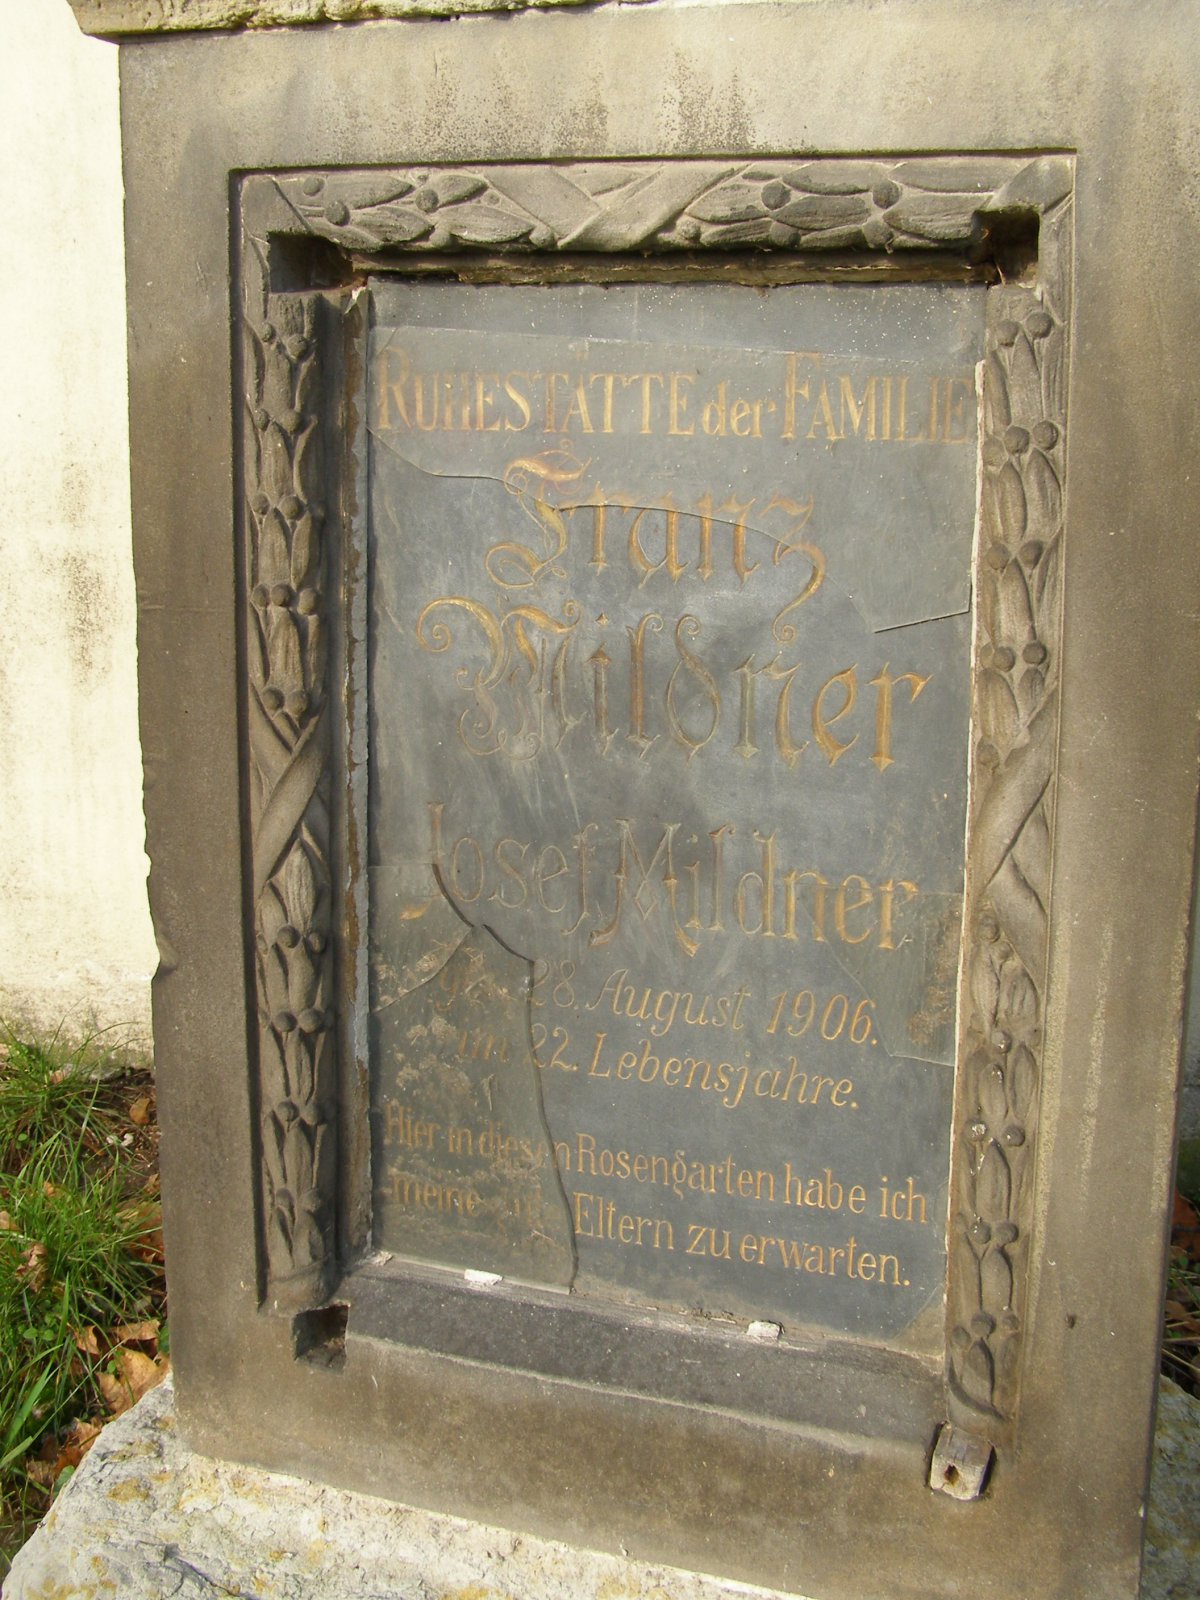 RUHESTÄTTE der FAMILIE
Franz
Mildner
Josef Mildner
28. August 1906.
im 22. Lebensjahre.
Hier in diesen Rosengarten habe ich
meine Eltern zu erwarten.